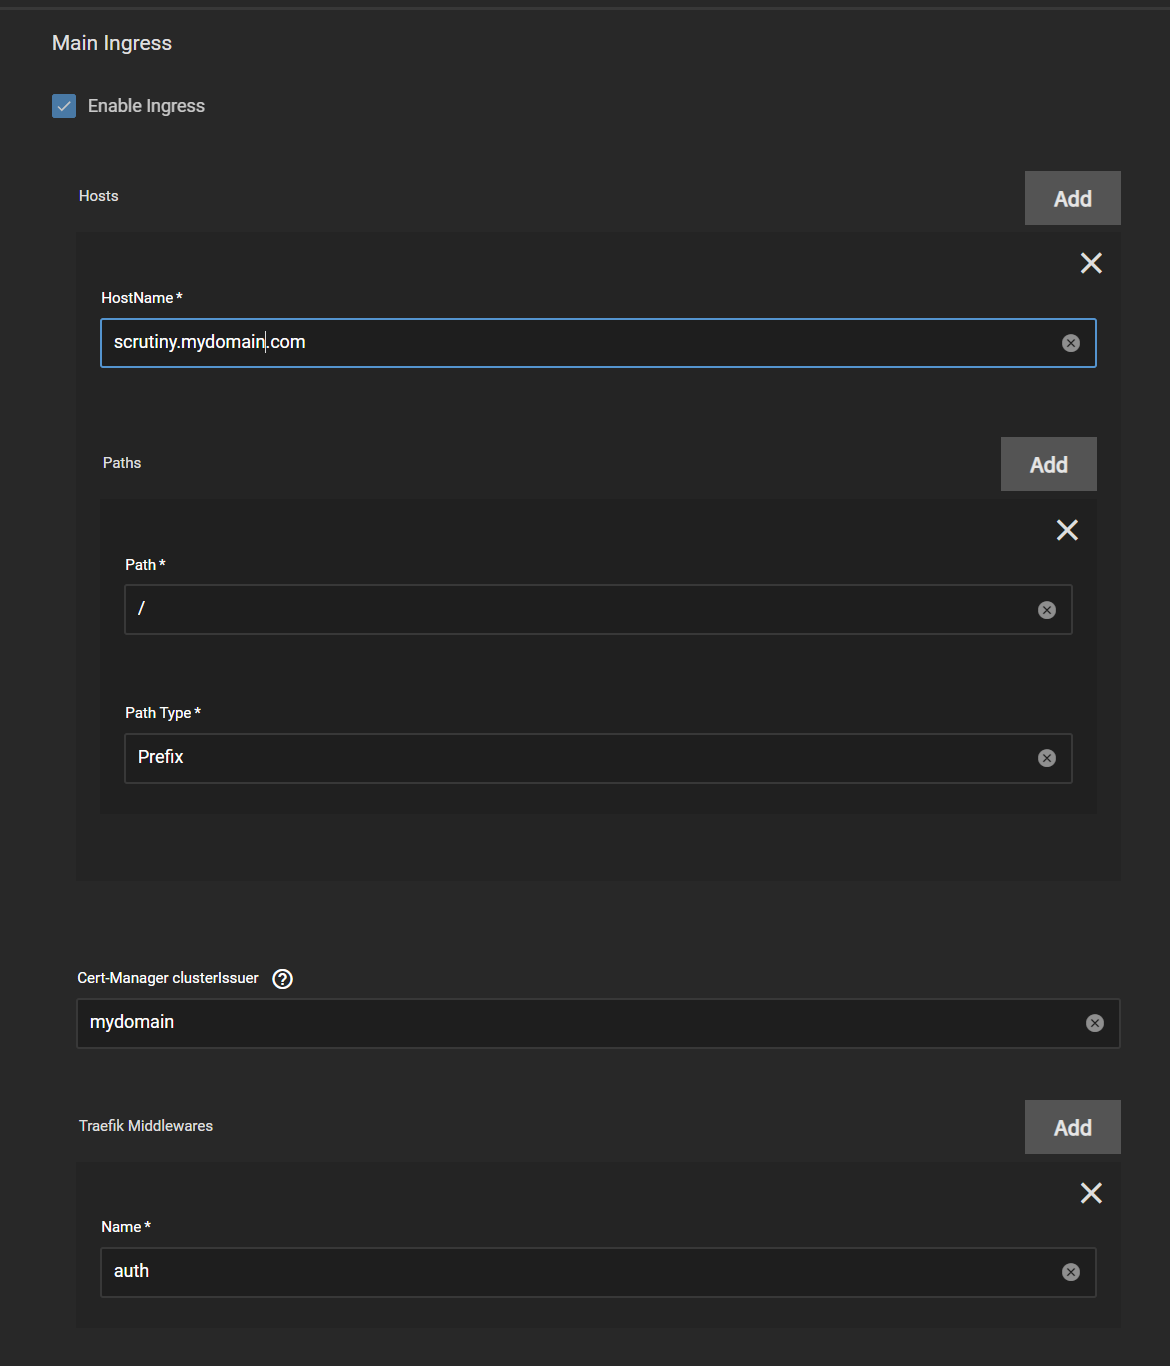 Main Ingress
Enable Ingress
Hosts
Add
HostName*
scrutiny.mydomain.com
Paths
Add
Path*
/
Path Type*
Prefix
Cert-Manager clusterIssuer
mydomain
Traefik Middlewares
Add
Name*
auth